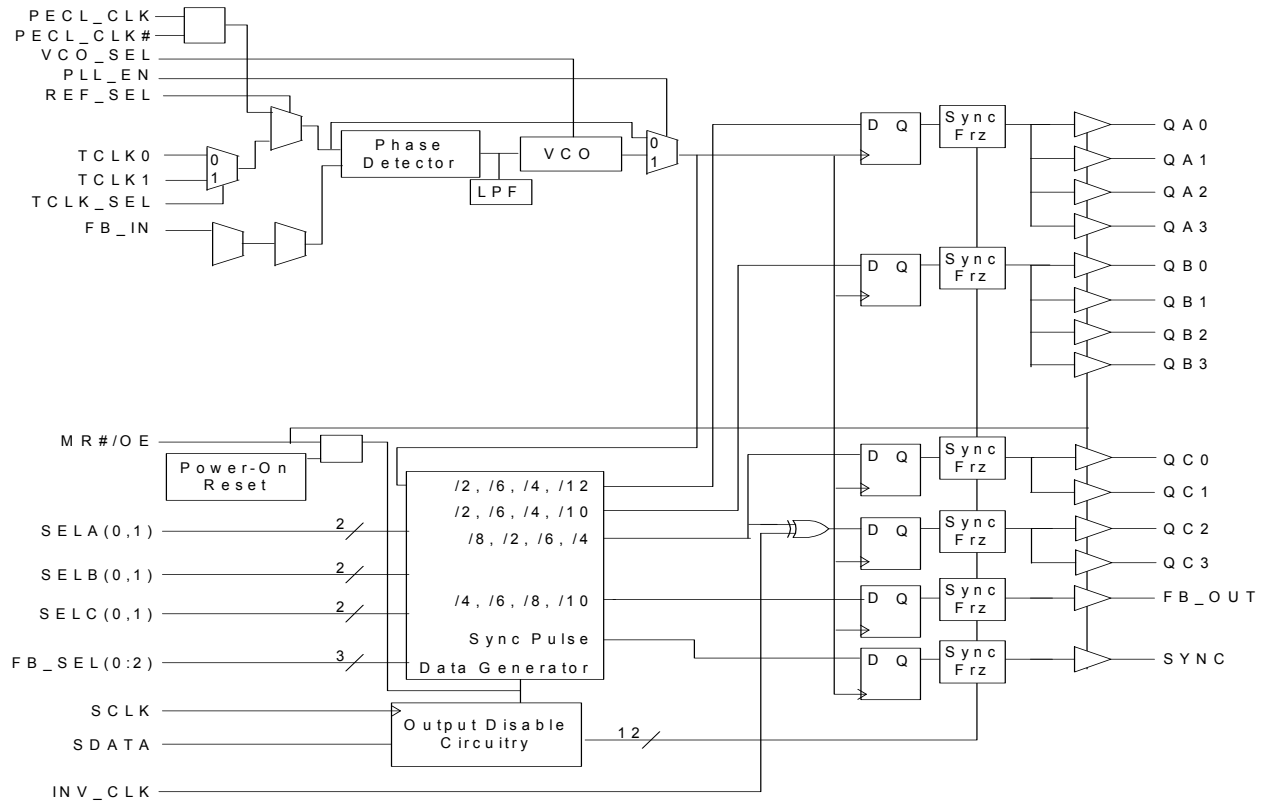 PECL_CLK
PECL_CLK#
VCO_SEL
PLL_EN
REF_SEL
TCLK0
TCLK1
TCLK_SEL
FB_IN
0
1
Phase
Detector
LPF
VCO
0
1
D Q
Sync
Frz
QA0
QA1
QA2
QA3
D Q
Sync
Frz
QB0
QB1
QB2
QB3
MR#/OE
Power-On
Reset
SELA(0,1)
2
SELB(0,1)
2
SELC(0,1)
2
FB_SEL(0:2)
3
/2, /6, /4, /12
/2, /6, /4, /10
/8, /2, /6, /4
/4, /6, /8, /10
Sync Pulse
Data Generator
D Q
Sync
Frz
QC0
QC1
D Q
Sync
Frz
QC2
QC3
D Q
Sync
Frz
FB_OUT
D Q
Sync
Frz
SYNC
SCLK
SDATA
Output Disable
Circuitry
12
INV_CLK